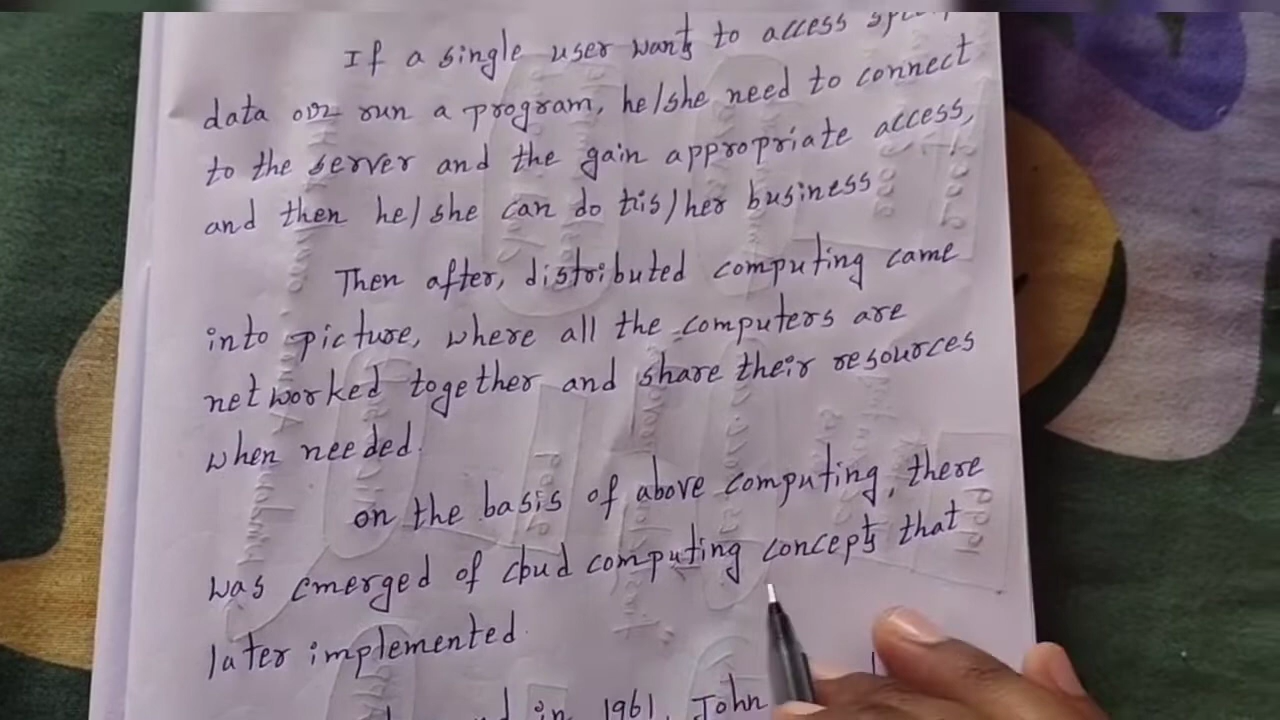 If a single user wants to access
data or run a program, he/she need to connect
to the server and the gain appropriate access,
and then he/she can do his/her business
Then after, distributed computing came
into picture, where all the computers are
networked together and share their resources
when needed.
on the basis of above computing, there
was emerged of cloud computing concepts that
later implemented.
in 1961, John